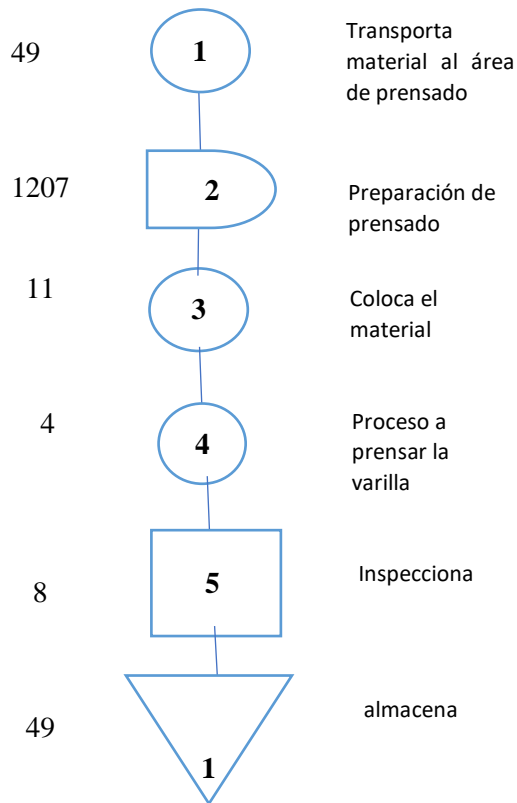 49
1
Transporta
material al área
de prensado
1207
2
Preparación de
prensado
11
3
Coloca el
material
4
4
Proceso a
prensar la
varilla
8
5
Inspecciona
49
1
almacena